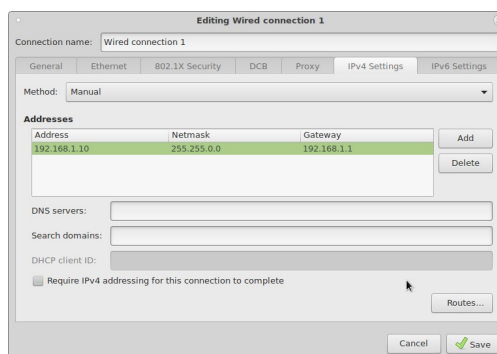 Editing Wired connection 1
Connection name: Wired connection 1
General Ethernet 802.1X Security DCB Proxy IPv4 Settings IPv6 Settings
Method: Manual
Addresses
Address Netmask Gateway
192.168.1.10 255.255.0.0 192.168.1.1
Add
Delete
DNS servers:
Search domains:
DHCP client ID:
Require IPv4 addressing for this connection to complete
Routes...
Cancel Save